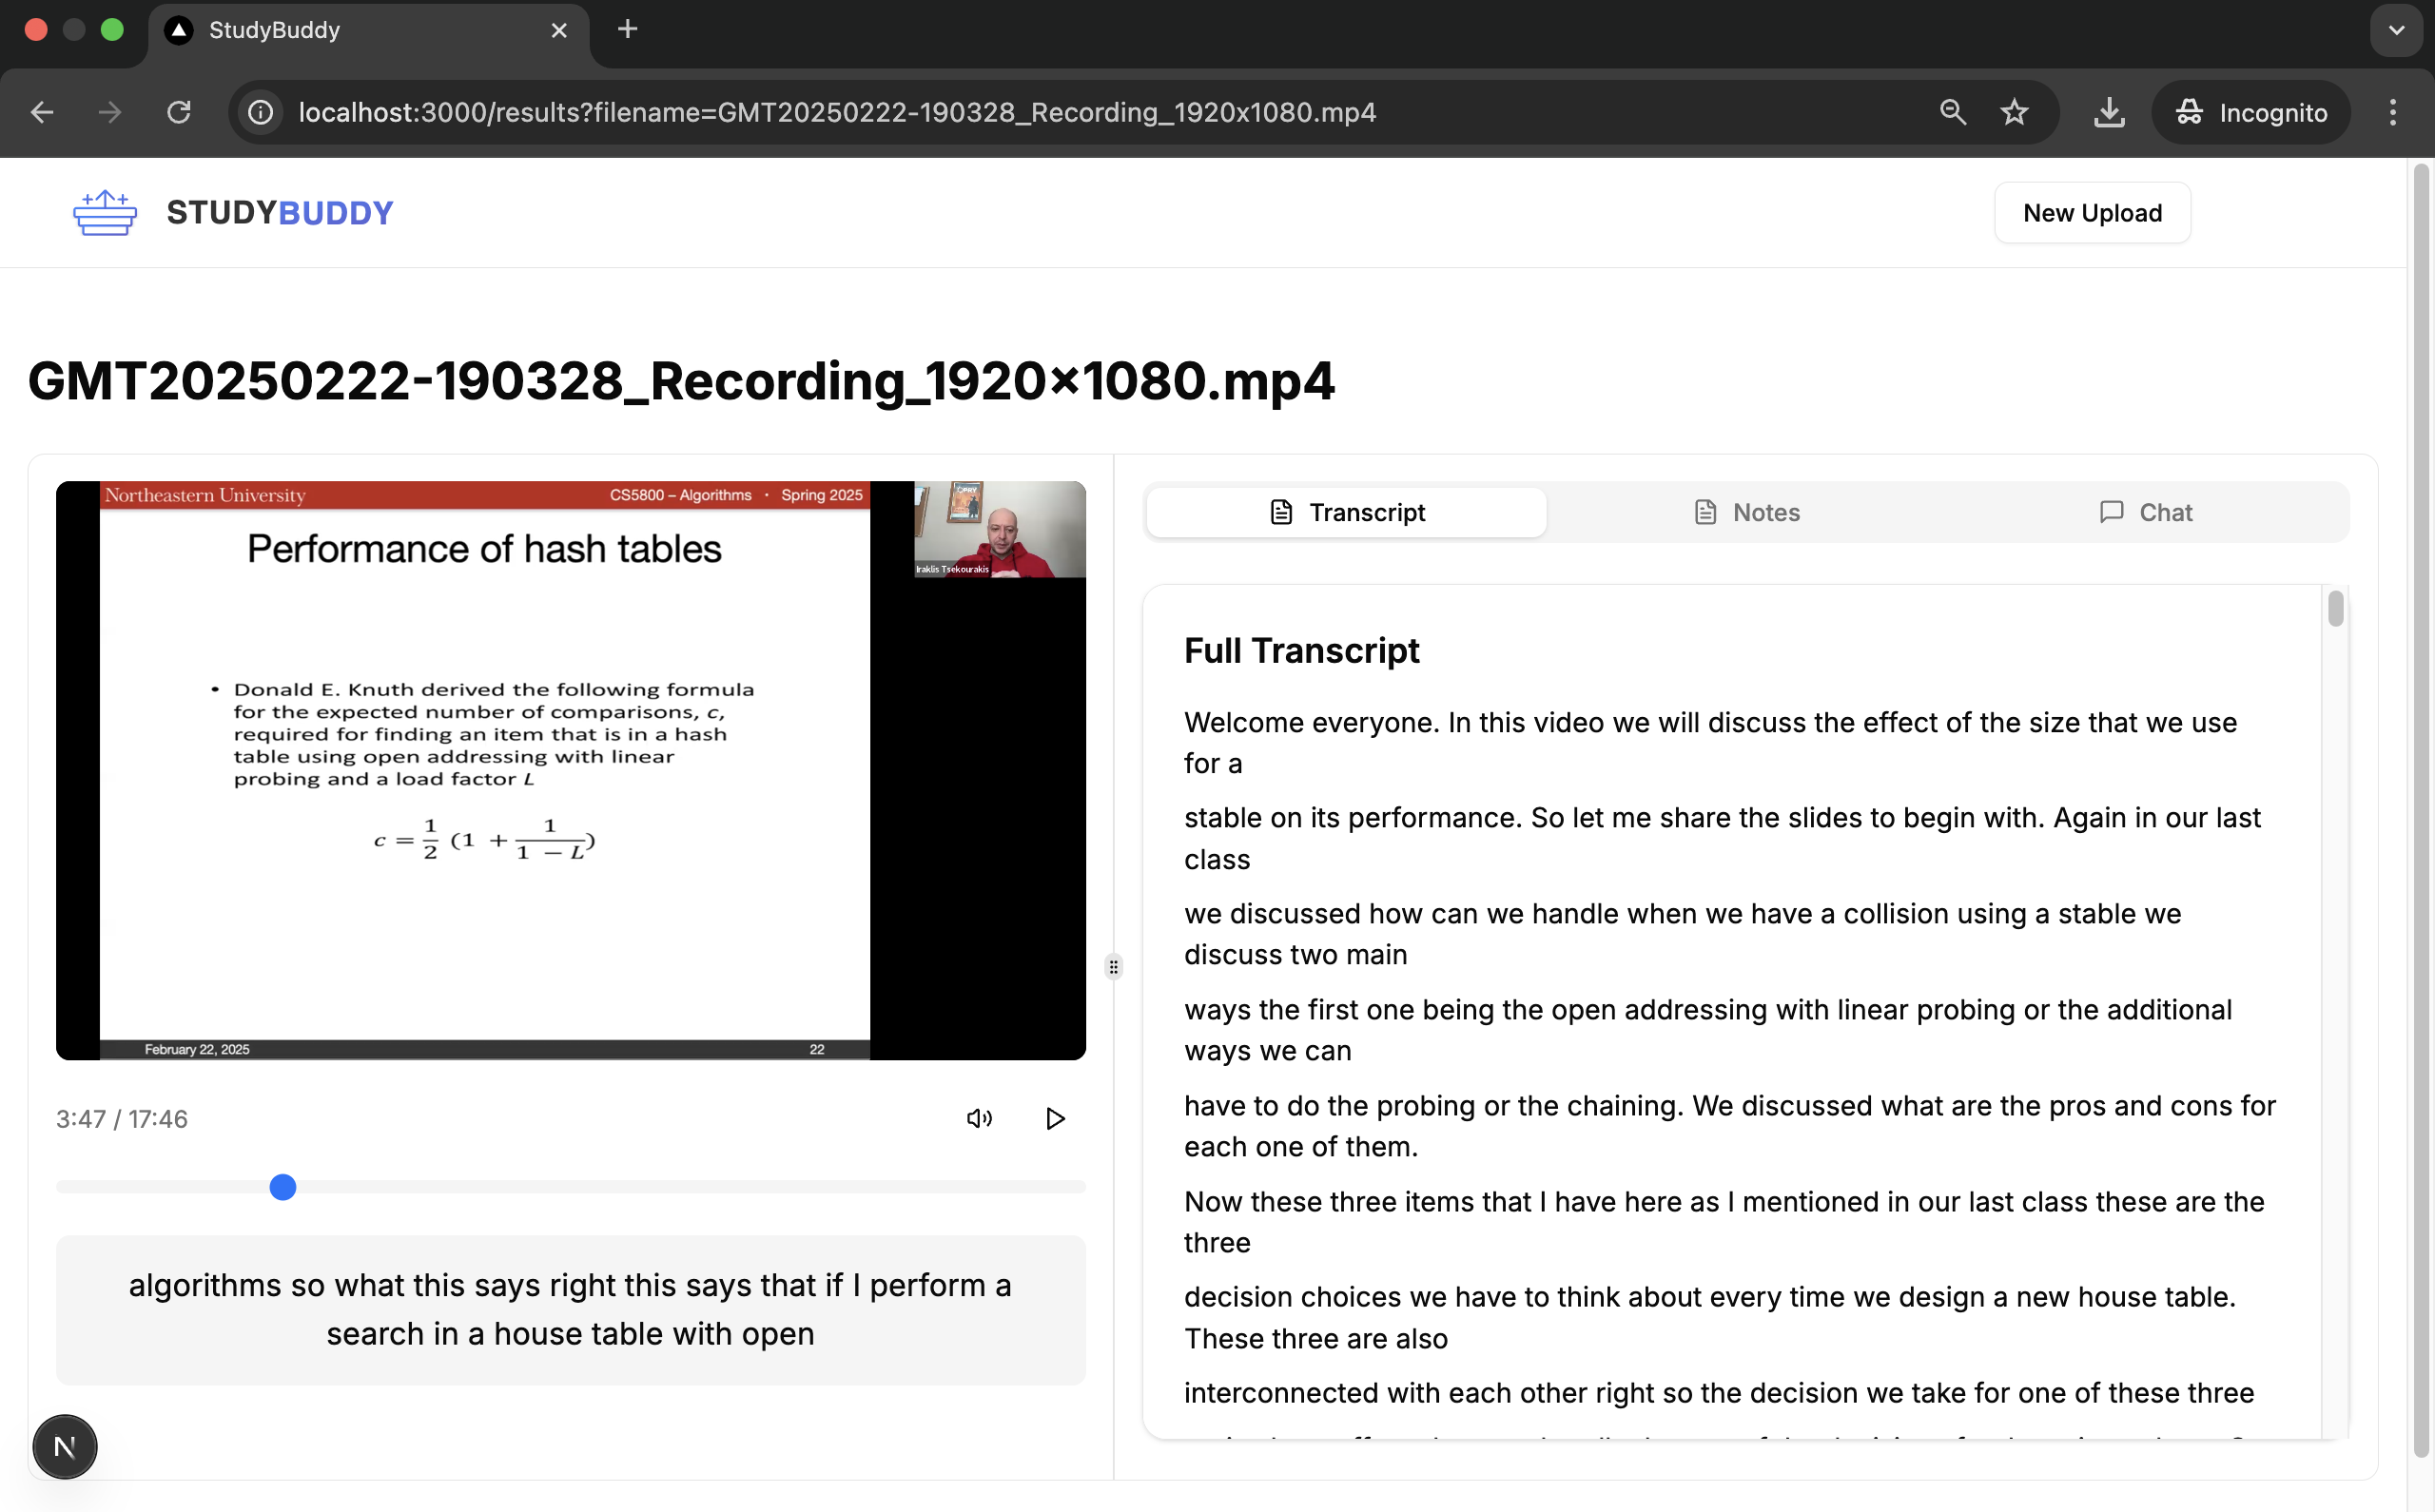 StudyBuddy
localhost:3000/results?filename=GMT20250222-190328_Recording_1920x1080.mp4
Incognito
STUDYBUDDY
New Upload
GMT20250222-190328_Recording_1920x1080.mp4
Northeastern University
CS5800 – Algorithms · Spring 2025
Performance of hash tables
Iraklis Tsekourakis
• Donald E. Knuth derived the following formula
for the expected number of comparisons, c,
required for finding an item that is in a hash
table using open addressing with linear
probing and a load factor L
c = 1/2 (1 + 1/(1 − L))
February 22, 2025
22
3:47 / 17:46
algorithms so what this says right this says that if I perform a
search in a house table with open
N
Transcript
Notes
Chat
Full Transcript
Welcome everyone. In this video we will discuss the effect of the size that we use
for a
stable on its performance. So let me share the slides to begin with. Again in our last
class
we discussed how can we handle when we have a collision using a stable we
discuss two main
ways the first one being the open addressing with linear probing or the additional
ways we can
have to do the probing or the chaining. We discussed what are the pros and cons for
each one of them.
Now these three items that I have here as I mentioned in our last class these are the
three
decision choices we have to think about every time we design a new house table.
These three are also
interconnected with each other right so the decision we take for one of these three